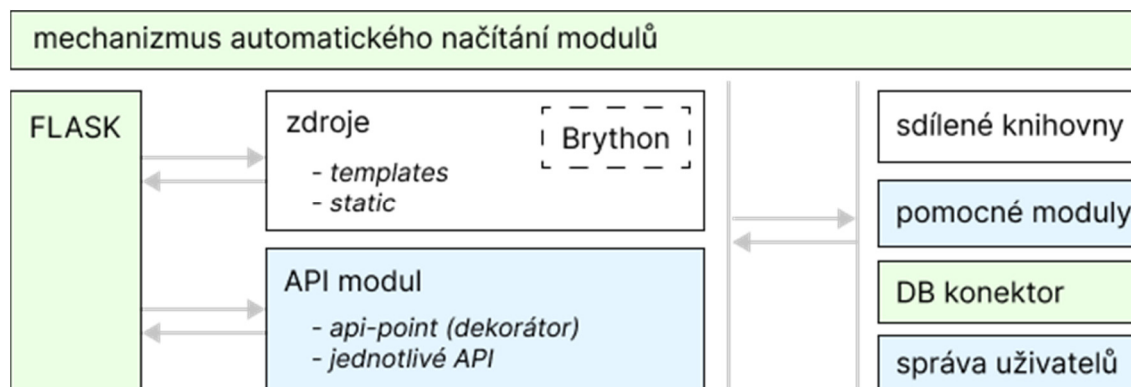 mechanizmus automatického načítání modulů
FLASK
zdroje
Brython
- templates
- static
API modul
- api-point (dekorátor)
- jednotlivé API
sdílené knihovny
pomocné moduly
DB konektor
správa uživatelů